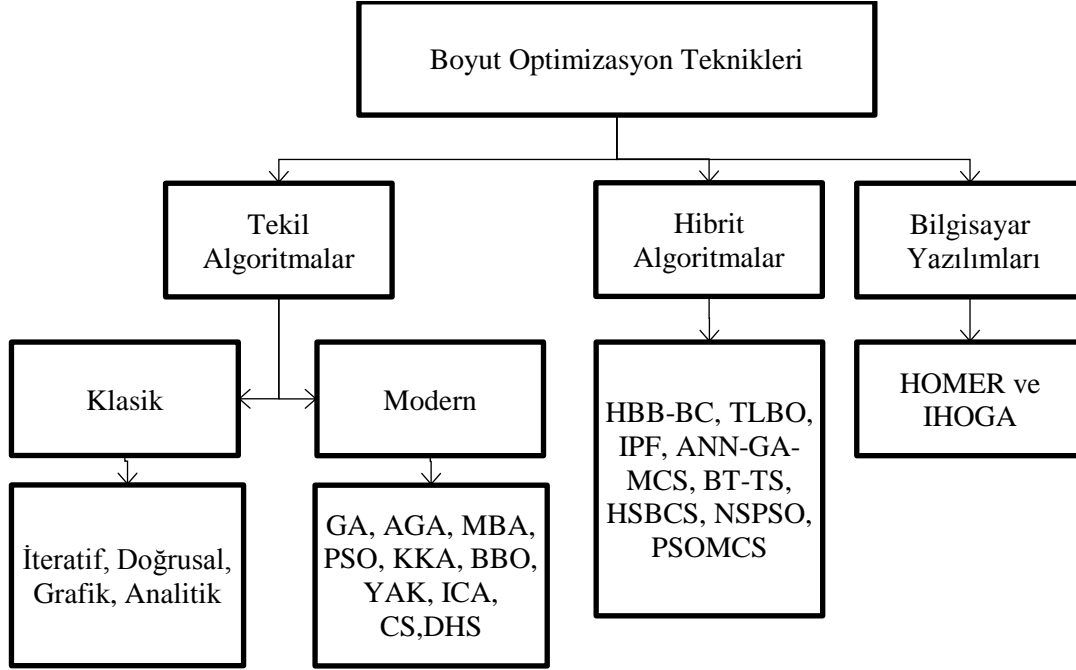 Boyut Optimizasyon Teknikleri
Tekil
Algoritmalar
Hibrit
Algoritmalar
Bilgisayar
Yazılımları
Klasik
Modern
HBB-BC, TLBO,
IPF, ANN-GA-
MCS, BT-TS,
HSBCS, NSPSO,
PSOMCS
HOMER ve
IHOGA
İteratif, Doğrusal,
Grafik, Analitik
GA, AGA, MBA,
PSO, KKA, BBO,
YAK, ICA,
CS,DHS